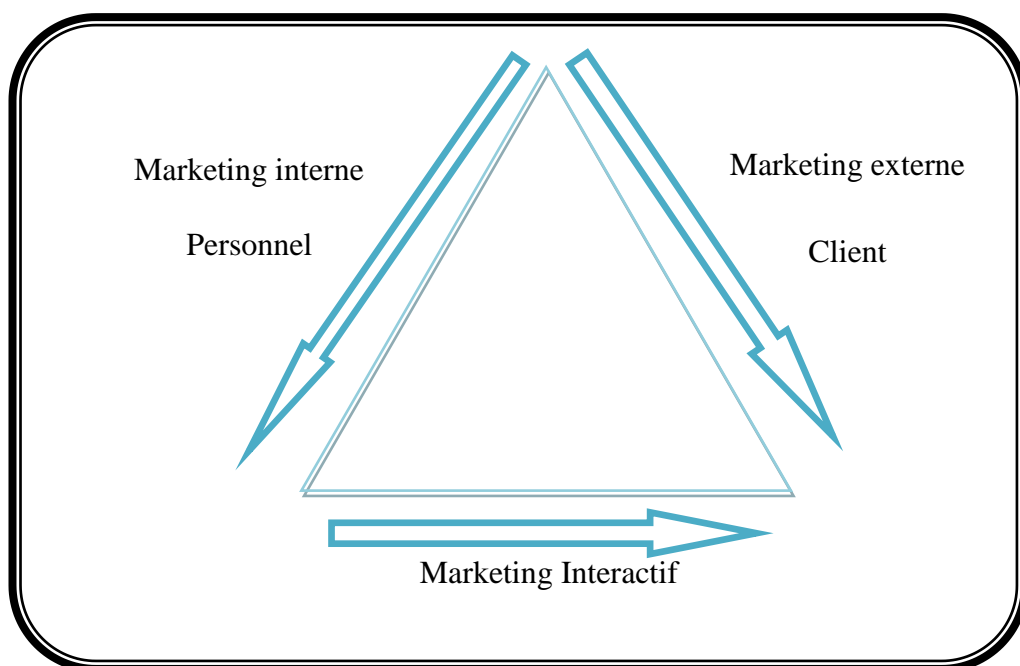 Marketing interne
Personnel
Marketing externe
Client
Marketing Interactif